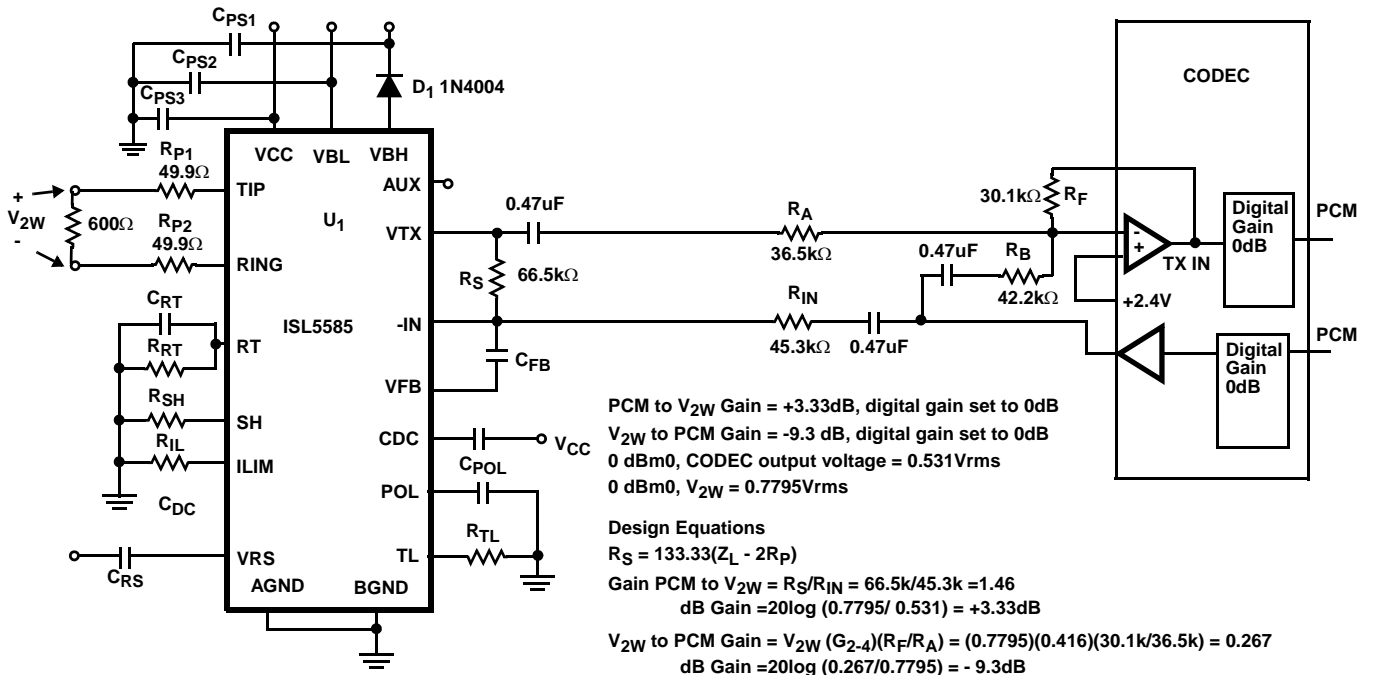 CPS1
CPS2
CPS3
D1 1N4004
CODEC
VCC VBL VBH
RP1
49.9Ω
TIP
AUX
+
V2W
-
600Ω
RP2
49.9Ω
RING
U1
ISL5585
VTX
0.47uF
RS
66.5kΩ
RA
36.5kΩ
30.1kΩ
RF
0.47uF
RB
42.2kΩ
-
+
TX IN
+2.4V
Digital
Gain
0dB
PCM
-IN
RIN
45.3kΩ
0.47uF
Digital
Gain
0dB
PCM
CRT
RT
RRT
CFB
VFB
RSH
SH
RIL
ILIM
CDC
VCC
CPOL
POL
CDC
RTL
TL
VRS
CRS
AGND
BGND
PCM to V2W Gain = +3.33dB, digital gain set to 0dB
V2W to PCM Gain = -9.3 dB, digital gain set to 0dB
0 dBm0, CODEC output voltage = 0.531Vrms
0 dBm0, V2W = 0.7795Vrms
Design Equations
RS = 133.33(ZL - 2RP)
Gain PCM to V2W = RS/RIN = 66.5k/45.3k =1.46
dB Gain =20log (0.7795/ 0.531) = +3.33dB
V2W to PCM Gain = V2W (G2-4)(RF/RA) = (0.7795)(0.416)(30.1k/36.5k) = 0.267
dB Gain =20log (0.267/0.7795) = - 9.3dB